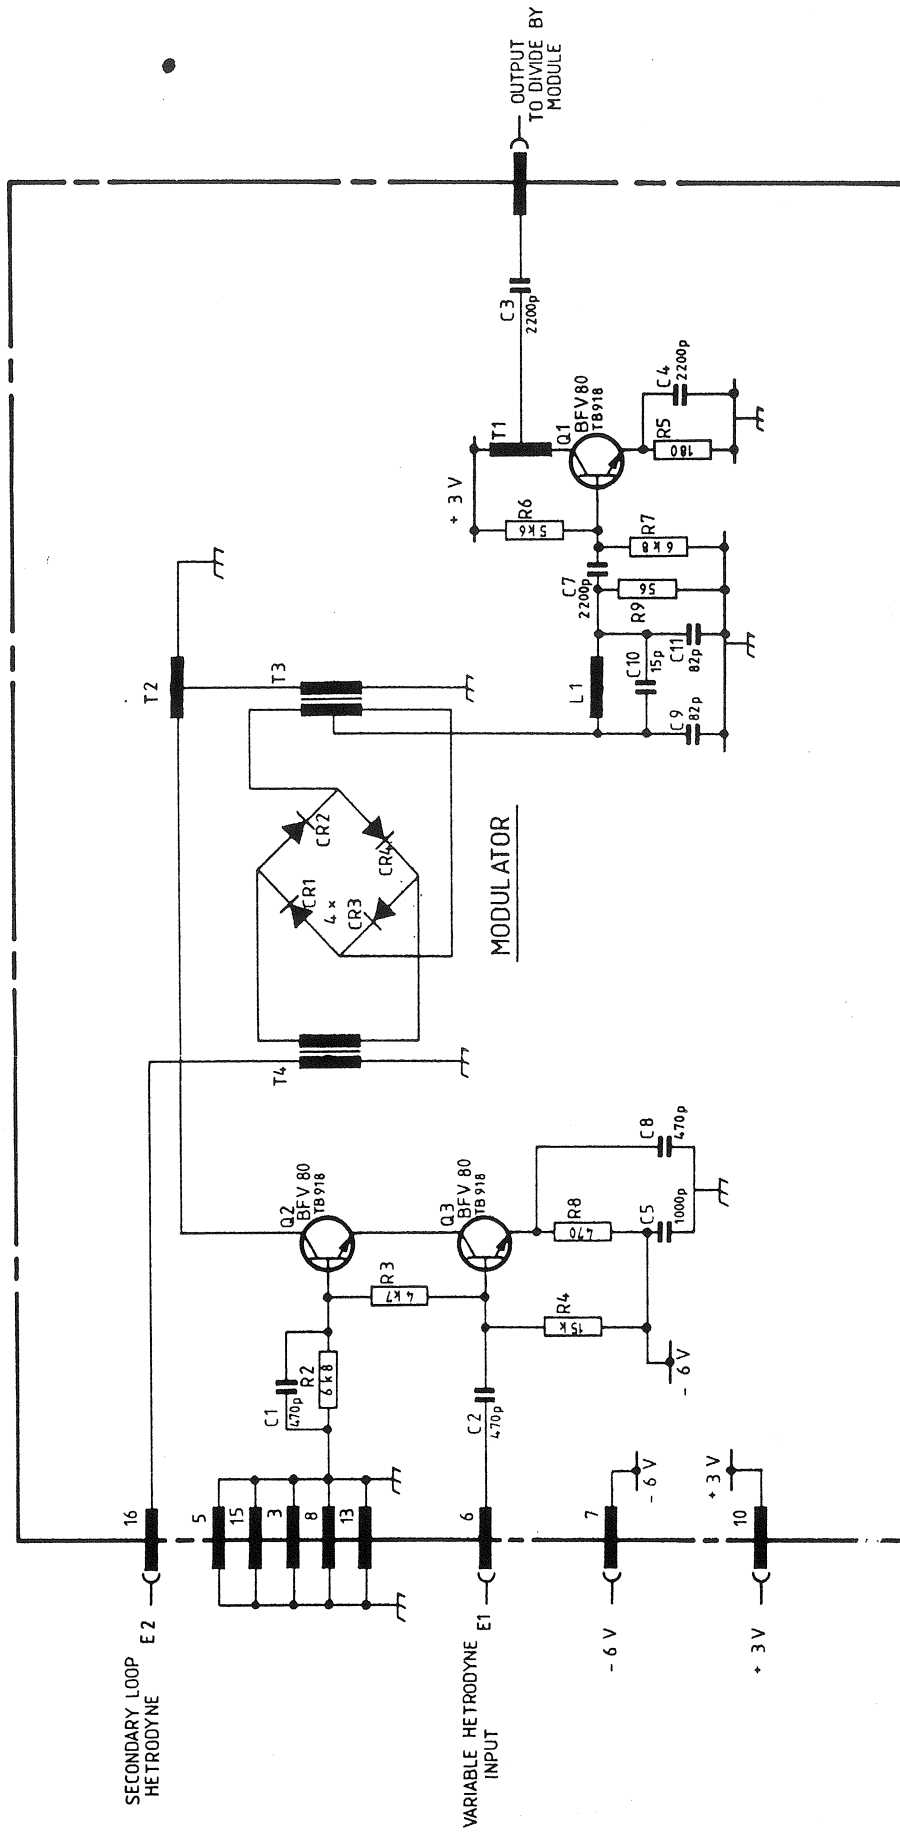 SECONDARY LOOP
HETRODYNE
E2
16
5
15
3
8
13
VARIABLE HETRODYNE
INPUT
E1
6
- 6 V
7
- 6 V
+ 3 V
10
+ 3 V
C1
470p
R2
6k8
C2
470p
Q2
BFV 80
TB918
R3
4k7
Q3
BFV 80
TB918
R4
15k
- 6 V
R8
470
C5
1000p
C8
470p
T4
CR1
CR2
4 x
CR3
CR4
MODULATOR
T2
T3
L1
C10
15p
C9
82p
C11
82p
R9
56
C7
2200p
R7
6k8
R6
5k6
+ 3 V
T1
Q1
BFV80
TB918
R5
180
C4
2200p
C3
2200p
OUTPUT
TO DIVIDE BY
MODULE